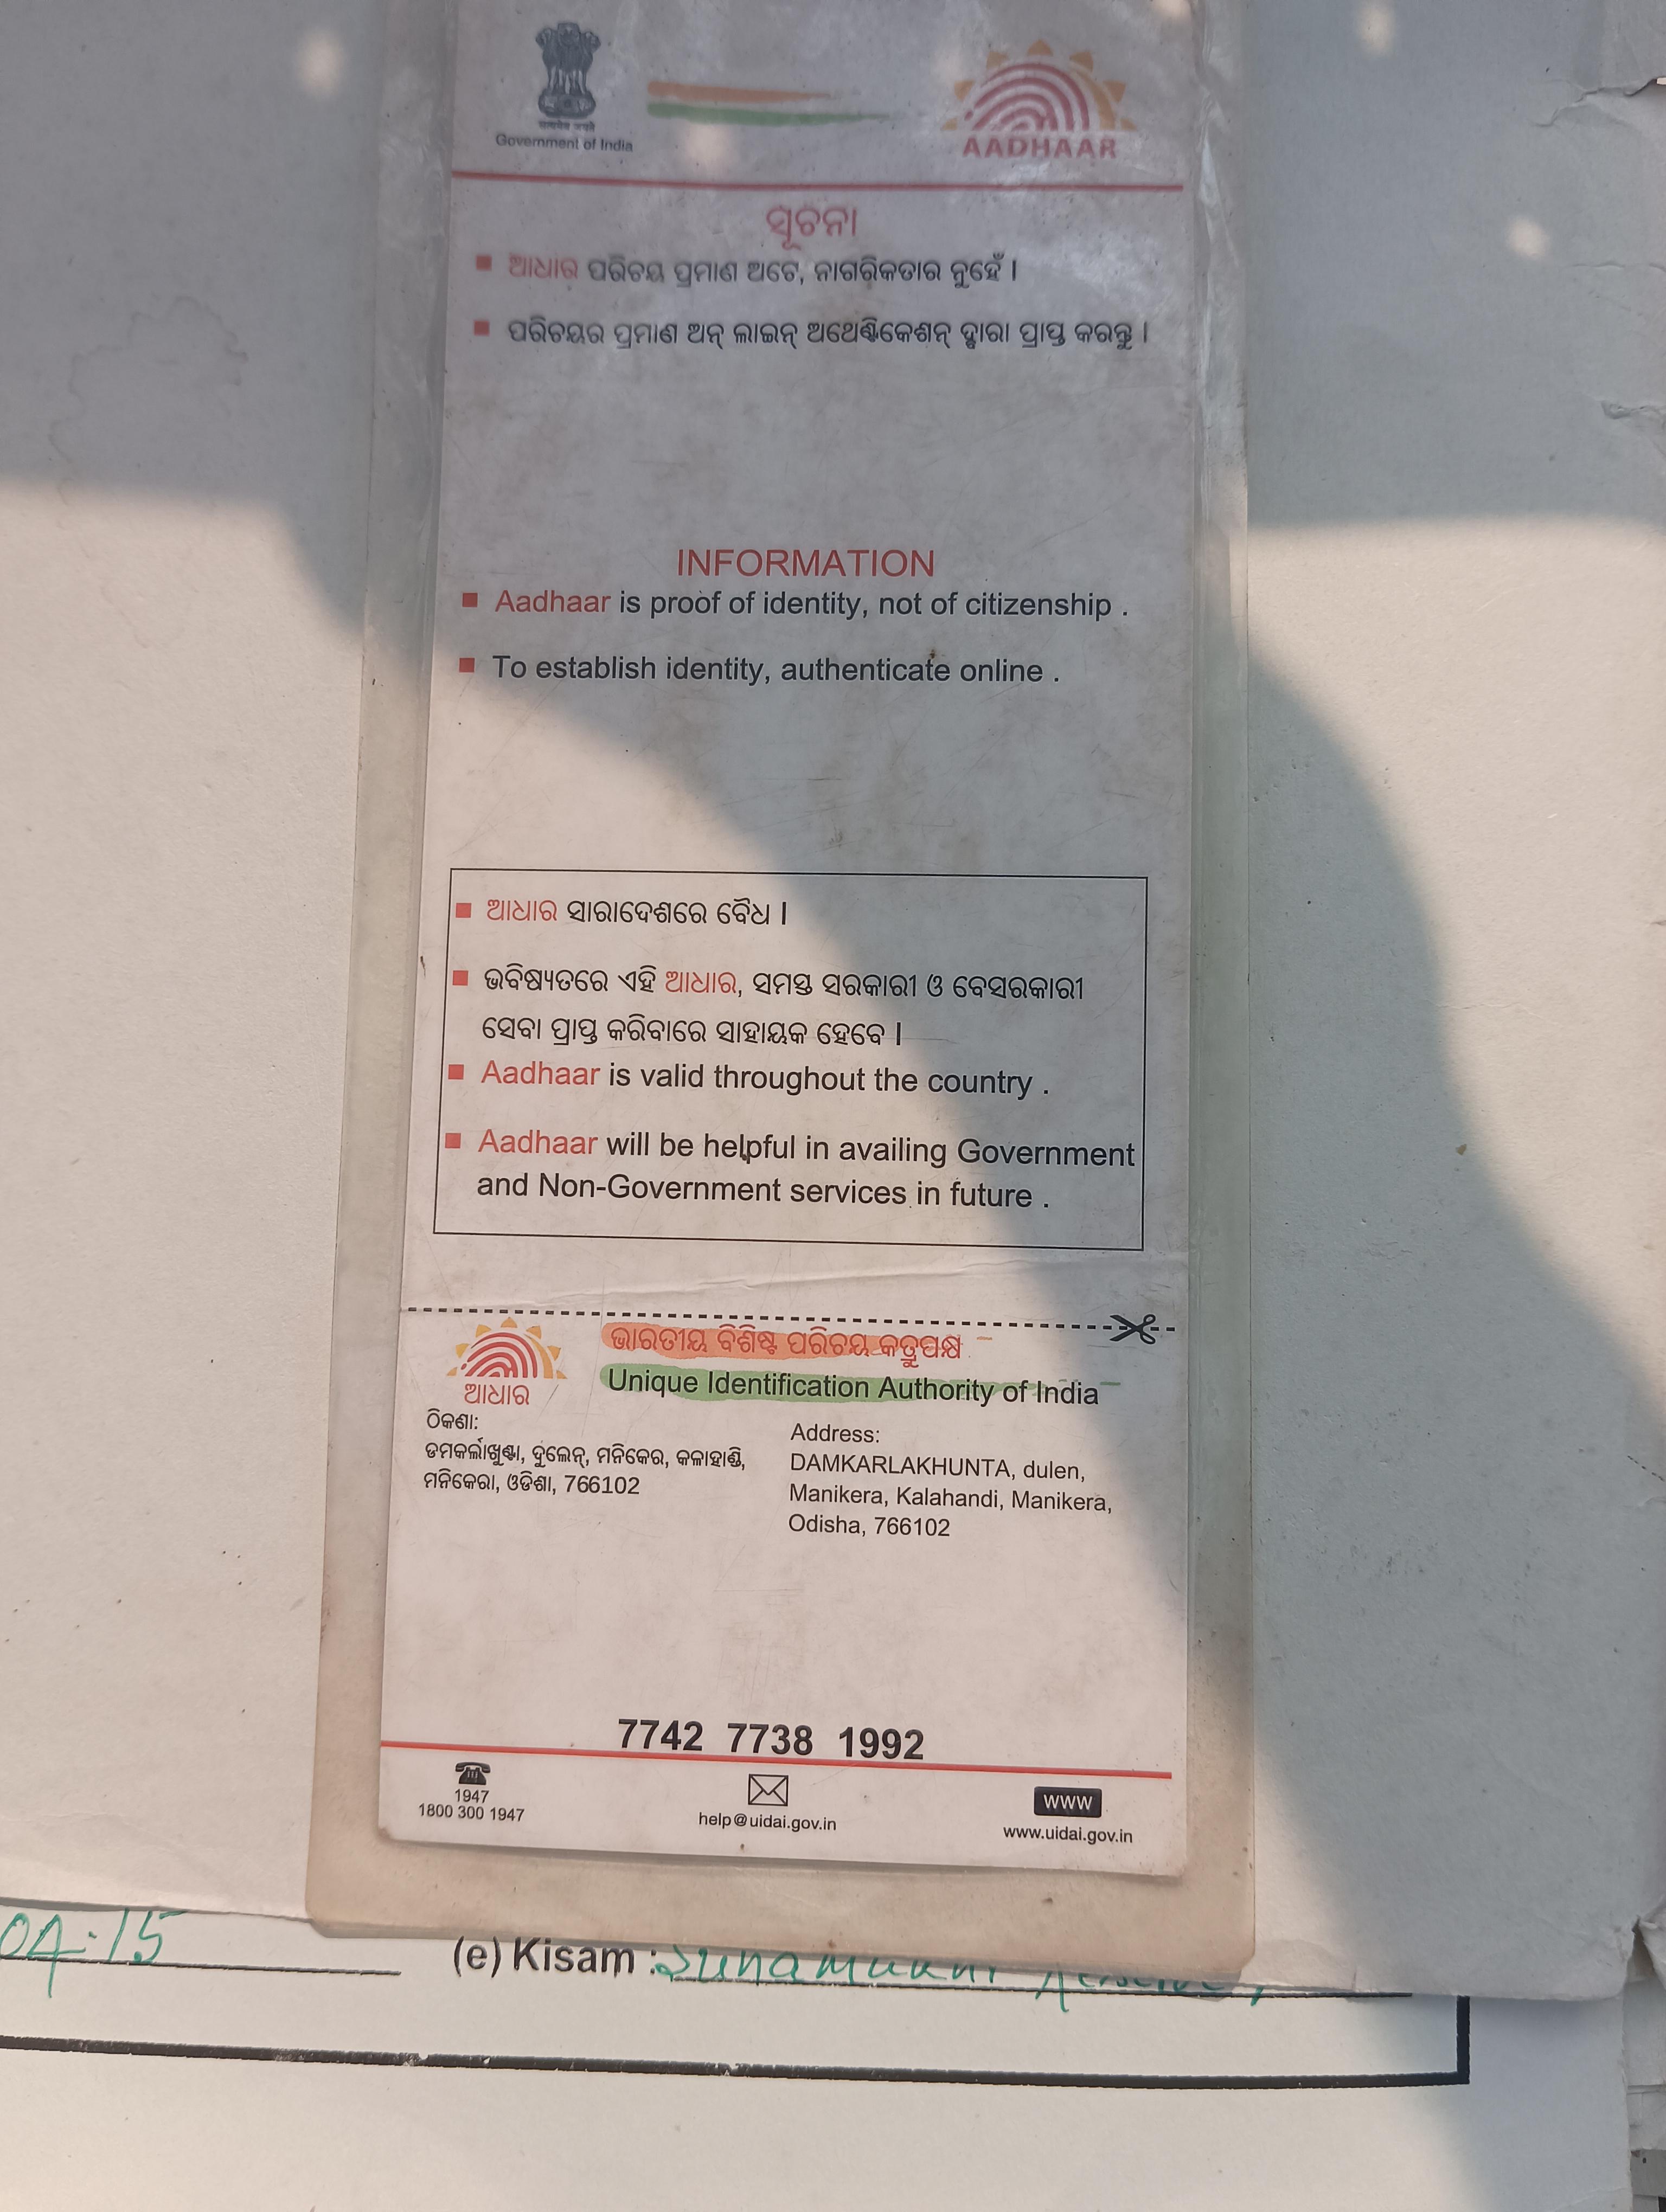 Government of India
AADHAAR
ସୂଚନା
ଆଧାର ପରିଚୟ ପ୍ରମାଣ ଅଟେ, ନାଗରିକତାର ନୁହେଁ ।
ପରିଚୟର ପ୍ରମାଣ ଅନ୍ ଲାଇନ୍ ଅଥେଣ୍ଟିକେଶନ୍ ଦ୍ବାରା ପ୍ରାପ୍ତ କରନ୍ତୁ ।
INFORMATION
Aadhaar is proof of identity, not of citizenship .
To establish identity, authenticate online .
ଆଧାର ସାରାଦେଶରେ ବୈଧ ।
ଭବିଷ୍ୟତରେ ଏହି ଆଧାର, ସମସ୍ତ ସରକାରୀ ଓ ବେସରକାରୀ
ସେବା ପ୍ରାପ୍ତ କରିବାରେ ସାହାୟକ ହେବେ ।
Aadhaar is valid throughout the country .
Aadhaar will be helpful in availing Government
and Non-Government services in future .
ଭାରତୀୟ ବିଶିଷ୍ଟ ପରିଚୟ କତ୍ରୁପକ୍ଷ
Unique Identification Authority of India
ଆଧାର
ଠିକଣା:
ଡମକର୍ଲାଖୁଣ୍ଟା, ଦୁଲେନ୍, ମନିକେର, କଳାହାଣ୍ଡି,
ମନିକେରା, ଓଡିଶା, 766102
Address:
DAMKARLAKHUNTA, dulen,
Manikera, Kalahandi, Manikera,
Odisha, 766102
7742 7738 1992
1947
1800 300 1947
help@uidai.gov.in
www
www.uidai.gov.in
04.15
(e) Kisam :